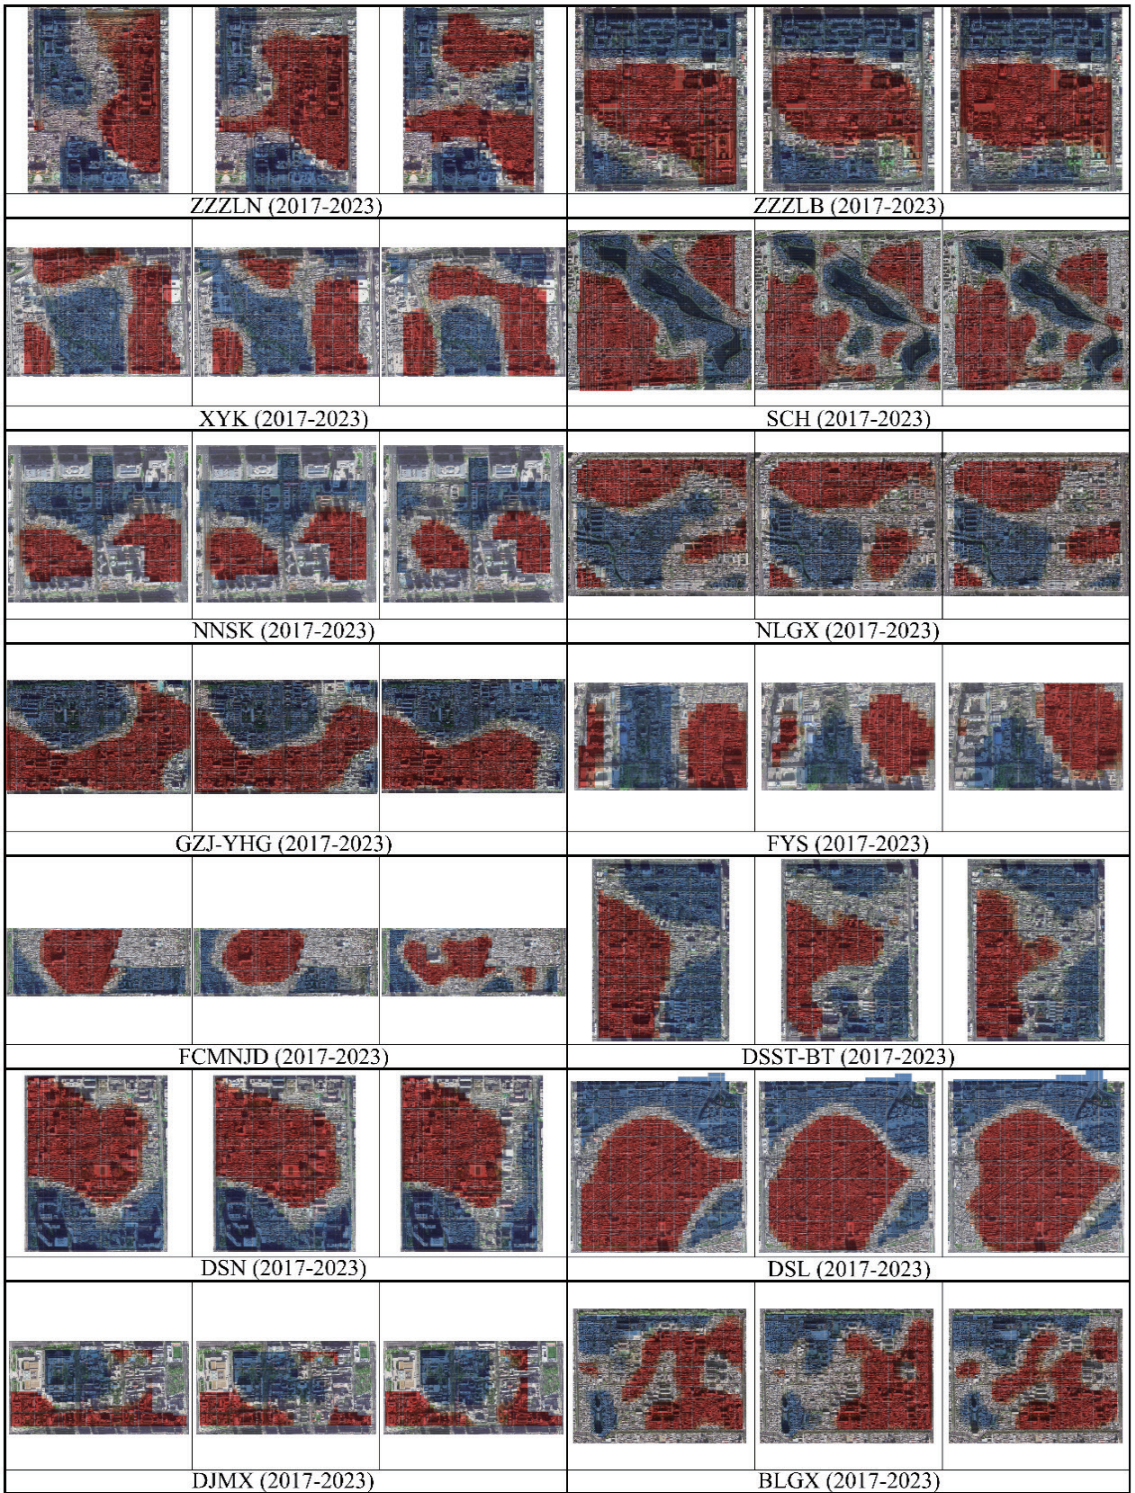 ZZZLN (2017-2023)
ZZZLB (2017-2023)
XYK (2017-2023)
SCH (2017-2023)
NNSK (2017-2023)
NLGX (2017-2023)
GZJ-YHG (2017-2023)
FYS (2017-2023)
FCMNJD (2017-2023)
DSST-BT (2017-2023)
DSN (2017-2023)
DSL (2017-2023)
DJMX (2017-2023)
BLGX (2017-2023)